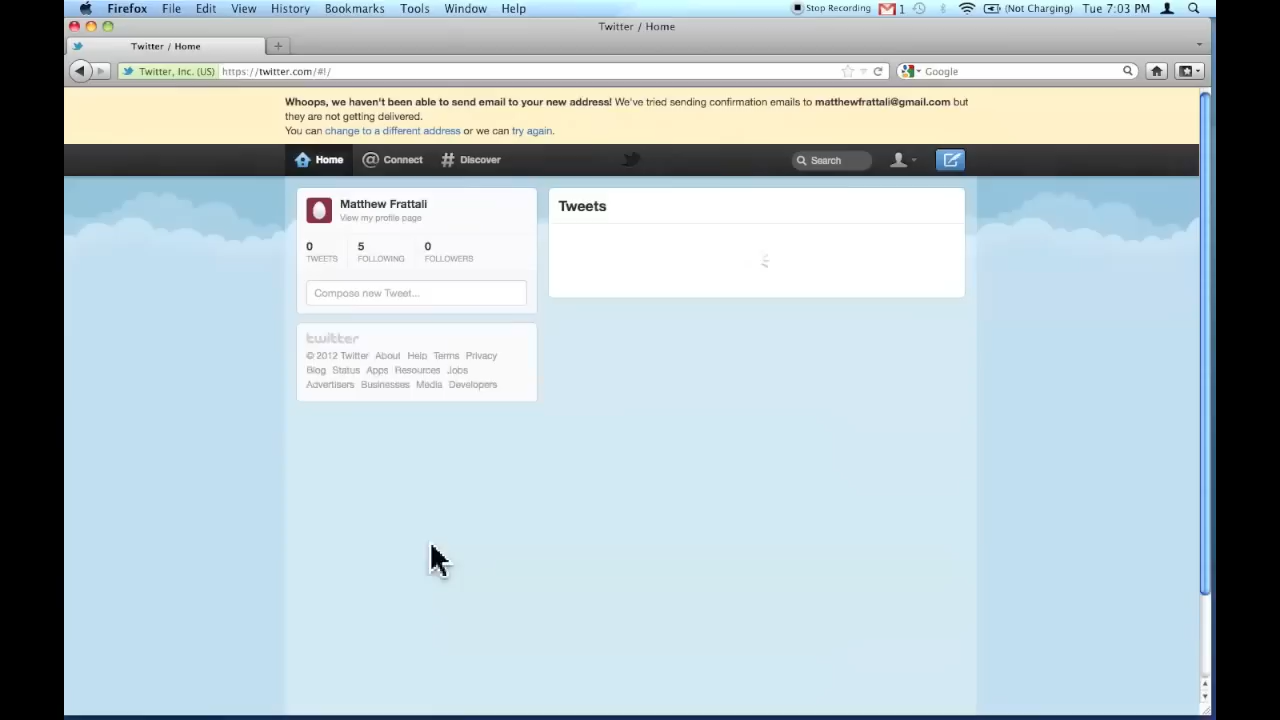 Firefox File Edit View History Bookmarks Tools Window Help Stop Recording 1 (Not Charging) Tue 7:03 PM
Twitter / Home
Twitter / Home
Twitter, Inc. (US) https://twitter.com/#!/ Google
Whoops, we haven't been able to send email to your new address! We've tried sending confirmation emails to matthewfrattali@gmail.com but
they are not getting delivered.
You can change to a different address or we can try again.
Home @ Connect # Discover Search
Matthew Frattali
View my profile page
Tweets
0 5 0
TWEETS FOLLOWING FOLLOWERS
Compose new Tweet...
twitter
© 2012 Twitter About Help Terms Privacy
Blog Status Apps Resources Jobs
Advertisers Businesses Media Developers